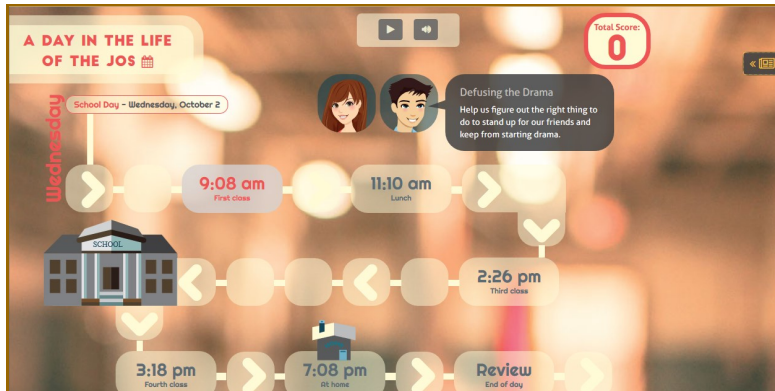 A DAY IN THE LIFE
OF THE JOS
Total Score:
0
Wednesday
School Day – Wednesday, October 2
Defusing the Drama
Help us figure out the right thing to
do to stand up for our friends and
keep from starting drama.
9:08 am
First class
11:10 am
Lunch
SCHOOL
2:26 pm
Third class
3:18 pm
Fourth class
7:08 pm
At home
Review
End of day